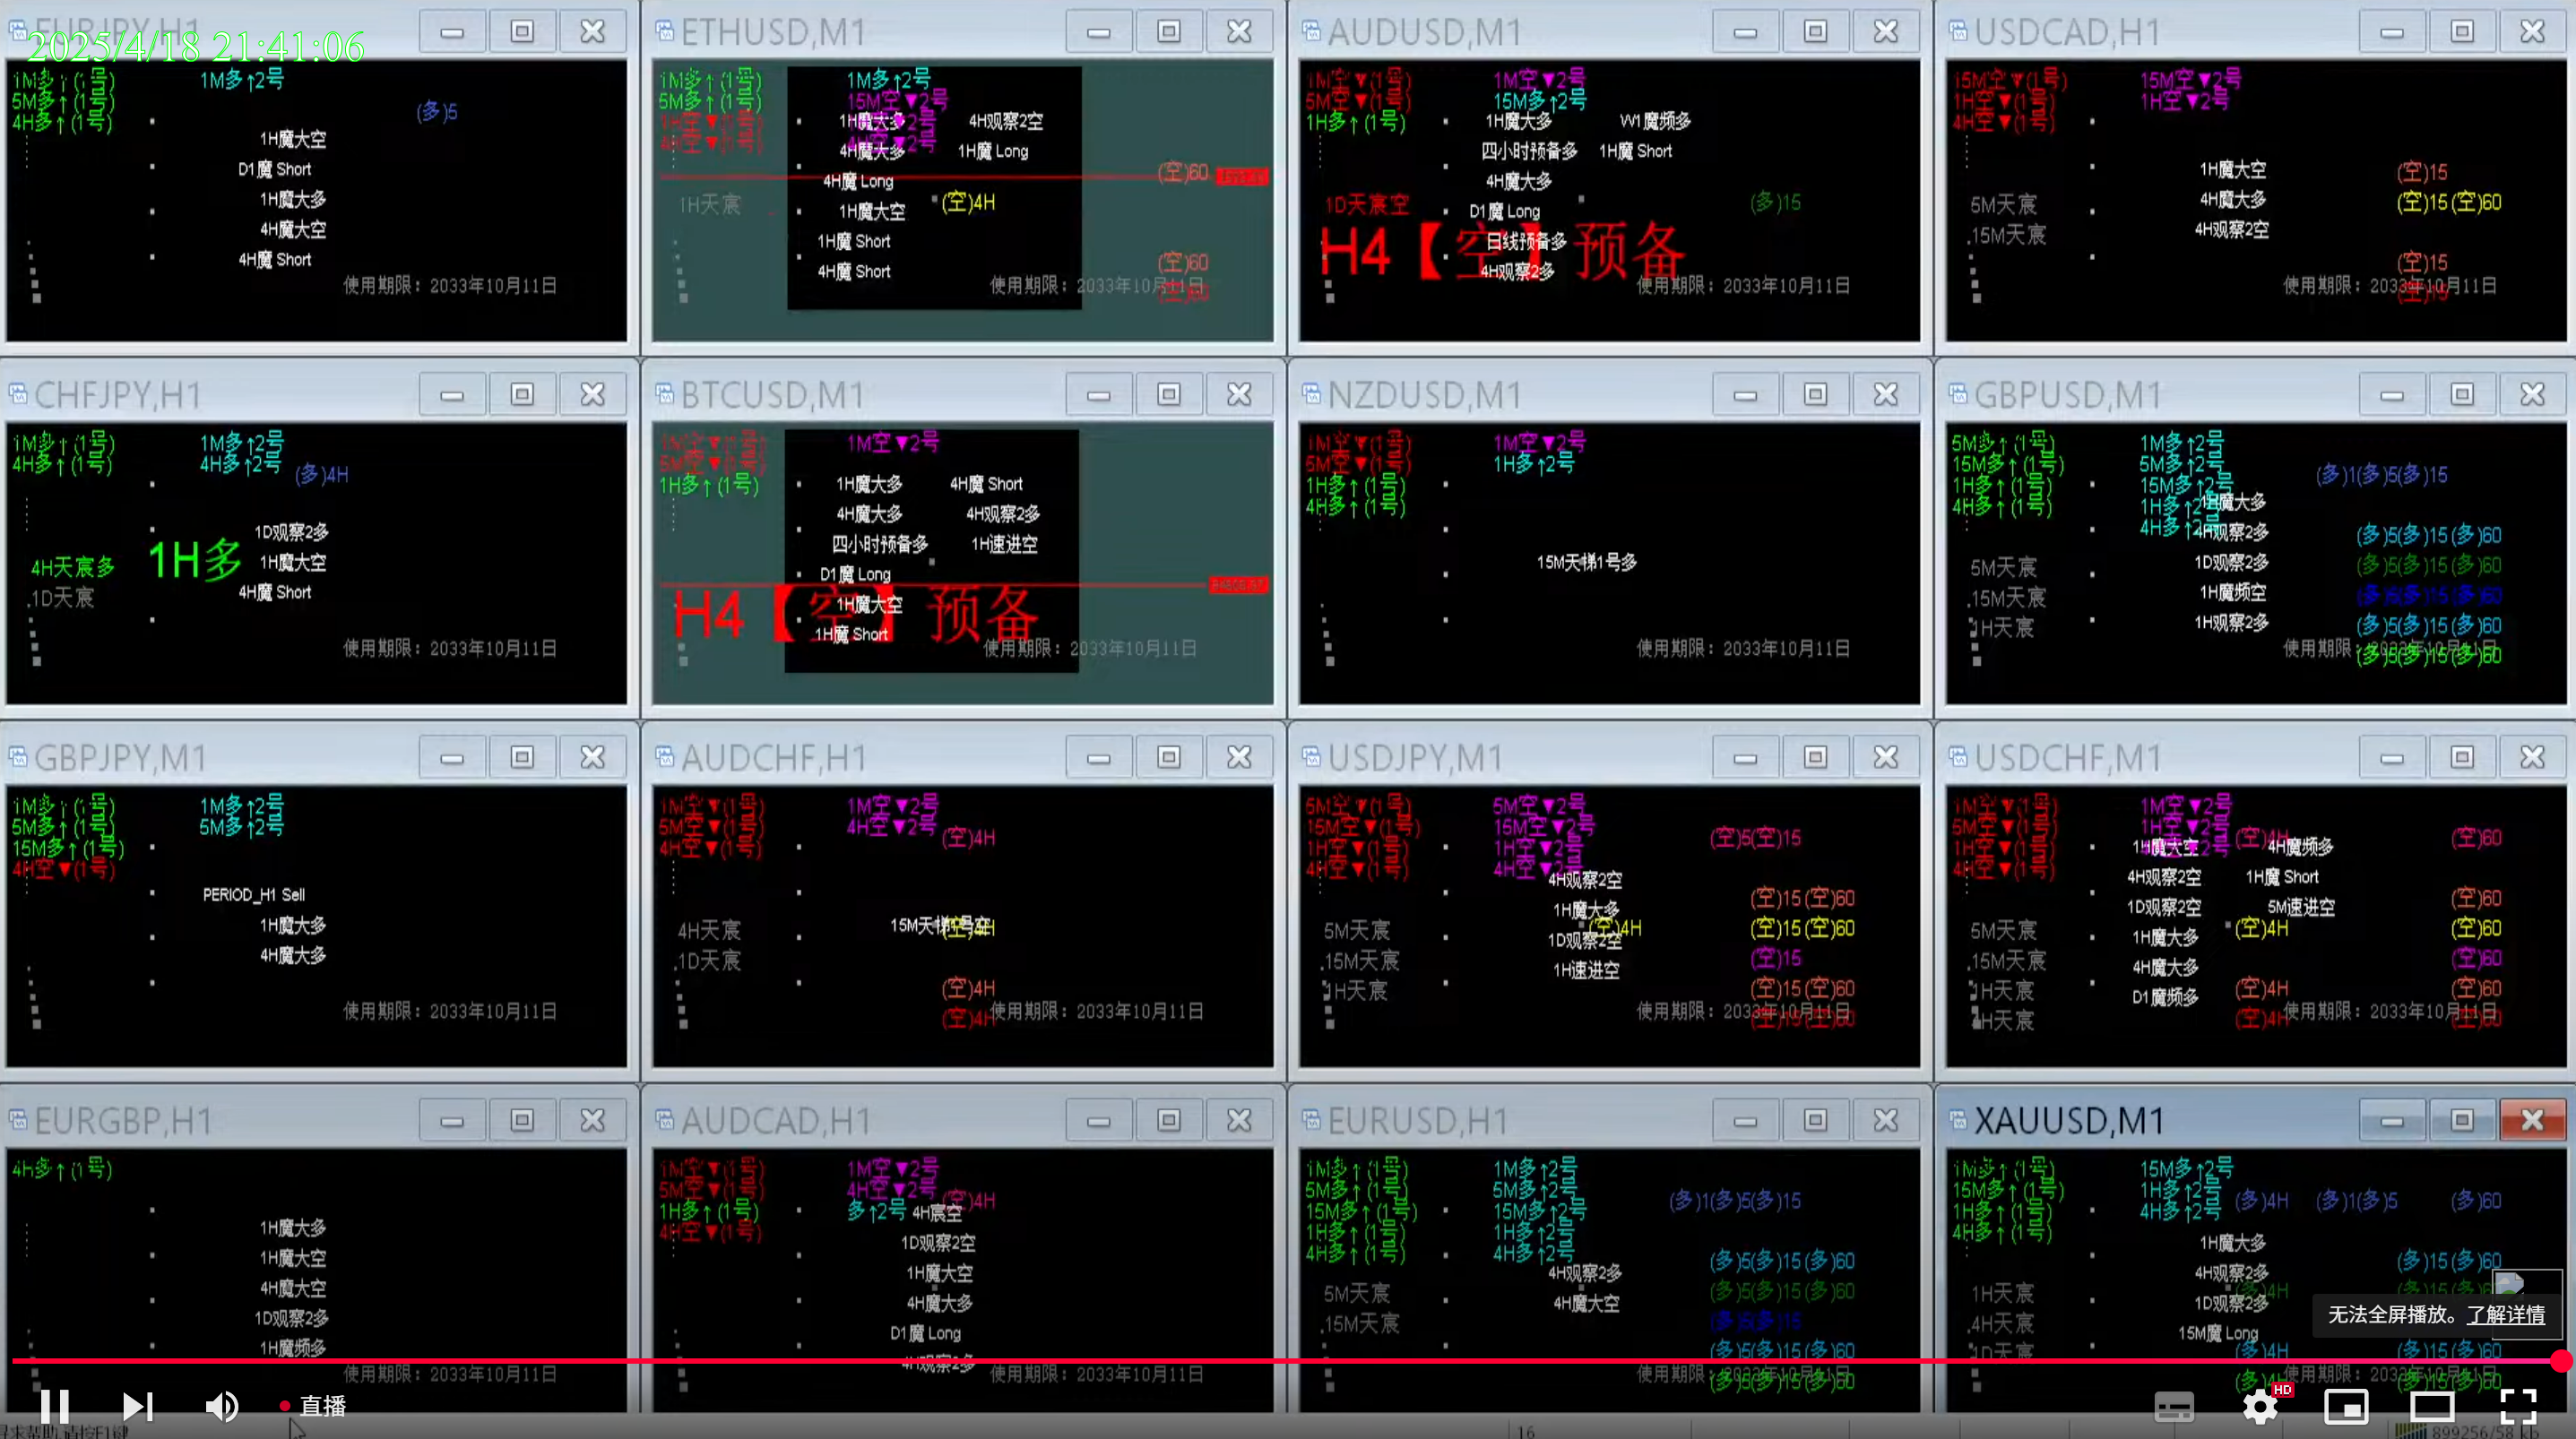 EURJPY,H1
2025/4/18 21:41:06
1M多↑(1号)
5M多↑(1号)
4H多↑(1号)
1M多↑2号
(多)5
1H魔大空
D1魔 Short
1H魔大多
4H魔大空
4H魔 Short
使用期限：2033年10月11日
ETHUSD,M1
1M多↑(1号)
5M多↑(1号)
1H空▼(1号)
4H空▼(1号)
1M多↑2号
15M空▼2号
1H魔大多
4H观察2空
4H魔大多
1H魔 Long
(空)60
4H魔 Long
1H天宸
(空)4H
1H魔大空
1H魔 Short
(空)60
4H魔 Short
使用期限：2033年10月11日
(空)60
AUDUSD,M1
1M空▼(1号)
5M空▼(1号)
1H多↑(1号)
1M空▼2号
15M多↑2号
1H魔大多
W1魔频多
四小时预备多
1H魔 Short
4H魔大多
1D天宸空
(多)15
D1魔 Long
日线预备多
H4【空】预备
4H观察2多
使用期限：2033年10月11日
USDCAD,H1
15M空▼(1号)
1H空▼(1号)
4H空▼(1号)
15M空▼2号
1H空▼2号
1H魔大空
(空)15
4H魔大多
(空)15(空)60
5M天宸
.15M天宸
4H观察2空
(空)15
使用期限：2033年10月11日
(空)15
CHFJPY,H1
1M多↑(1号)
4H多↑(1号)
1M多↑2号
4H多↑2号
(多)4H
1D观察2多
4H天宸多
1H多
1H魔大空
.1D天宸
4H魔 Short
使用期限：2033年10月11日
BTCUSD,M1
1M空▼(1号)
5M空▼(1号)
1H多↑(1号)
1M空▼2号
1H魔大多
4H魔 Short
4H魔大多
4H观察2多
四小时预备多
1H速进空
D1魔 Long
1H魔大空
H4【空】预备
1H魔 Short
使用期限：2033年10月11日
NZDUSD,M1
1M空▼(1号)
5M空▼(1号)
1H多↑(1号)
4H多↑(1号)
1M空▼2号
1H多↑2号
15M天梯1号多
使用期限：2033年10月11日
GBPUSD,M1
5M多↑(1号)
15M多↑(1号)
1H多↑(1号)
4H多↑(1号)
1M多↑2号
5M多↑2号
15M多↑2号
1H多↑2号
4H多↑2号
(多)1(多)5(多)15
1H魔大多
4H观察2多
(多)5(多)15(多)60
1D观察2多
5M天宸
(多)5(多)15(多)60
1H魔频空
.15M天宸
(多)5(多)15(多)60
1H观察2多
1H天宸
(多)5(多)15(多)60
使用期限：2033年10月11日
(多)5(多)15(多)60
GBPJPY,M1
1M多↑(1号)
5M多↑(1号)
15M多↑(1号)
4H空▼(1号)
1M多↑2号
5M多↑2号
PERIOD_H1 Sell
1H魔大多
4H魔大多
使用期限：2033年10月11日
AUDCHF,H1
1M空▼(1号)
5M空▼(1号)
4H空▼(1号)
1M空▼2号
4H空▼2号
(空)4H
4H天宸
(空)4H
.1D天宸
(空)4H
(空)4H
使用期限：2033年10月11日
USDJPY,M1
5M空▼(1号)
15M空▼(1号)
1H空▼(1号)
4H空▼(1号)
5M空▼2号
15M空▼2号
1H空▼2号
4H空▼2号
(空)5(空)15
4H观察2空
(空)15(空)60
1H魔大多
(空)4H
(空)15(空)60
5M天宸
1D观察2空
(空)15
.15M天宸
1H速进空
(空)15(空)60
1H天宸
使用期限：2033年10月11日
(空)15(空)60
USDCHF,M1
1M空▼(1号)
5M空▼(1号)
1H空▼(1号)
4H空▼(1号)
1M空▼2号
1H空▼2号
(空)4H
(空)60
1H魔大空
4H魔频多
4H观察2空
1H魔 Short
(空)60
1D观察2空
5M速进空
5M天宸
(空)4H
(空)60
1H魔大多
.15M天宸
(空)60
4H魔大多
1H天宸
(空)4H
(空)60
D1魔频多
4H天宸
(空)4H
使用期限：2033年10月11日
(空)60
EURGBP,H1
4h多↑(1号)
1H魔大多
1H魔大空
4H魔大空
1D观察2多
1H魔频多
使用期限：2033年10月11日
AUDCAD,H1
1M空▼(1号)
5M空▼(1号)
1H多↑(1号)
4H空▼(1号)
1M空▼2号
4H空▼2号
(空)4H
多↑2号
4H宸空
1D观察2空
1H魔大空
4H魔大多
D1魔 Long
4H观察2多
使用期限：2033年10月11日
EURUSD,H1
1M多↑(1号)
5M多↑(1号)
15M多↑(1号)
1H多↑(1号)
4H多↑(1号)
1M多↑2号
5M多↑2号
15M多↑2号
1H多↑2号
4H多↑2号
(多)1(多)5(多)15
(多)5(多)15(多)60
4H观察2多
5M天宸
(多)5(多)15(多)60
4H魔大空
.15M天宸
(多)5(多)15
(多)5(多)15(多)60
使用期限：2033年10月11日
(多)5(多)15(多)60
XAUUSD,M1
1M多↑(1号)
15M多↑(1号)
1H多↑(1号)
4H多↑(1号)
15M多↑2号
1H多↑2号
4H多↑2号
(多)4H
(多)1(多)5
(多)60
1H魔大多
(多)15(多)60
4H观察2多
1H天宸
(多)4H
1D观察2多
.4H天宸
15M魔 Long
无法全屏播放。了解详情
1D天宸
(多)4H
(多)15(多)60
使用期限：2033年10月11日
直播
HD
16
899256/58 kb